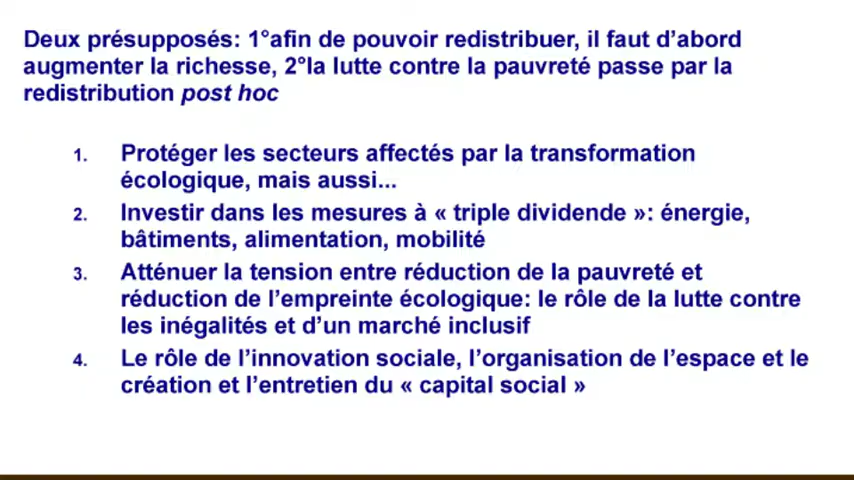 Deux présupposés: 1°afin de pouvoir redistribuer, il faut d’abord
augmenter la richesse, 2°la lutte contre la pauvreté passe par la
redistribution post hoc
1. Protéger les secteurs affectés par la transformation
écologique, mais aussi...
2. Investir dans les mesures à « triple dividende »: énergie,
bâtiments, alimentation, mobilité
3. Atténuer la tension entre réduction de la pauvreté et
réduction de l’empreinte écologique: le rôle de la lutte contre
les inégalités et d’un marché inclusif
4. Le rôle de l’innovation sociale, l’organisation de l’espace et le
création et l’entretien du « capital social »